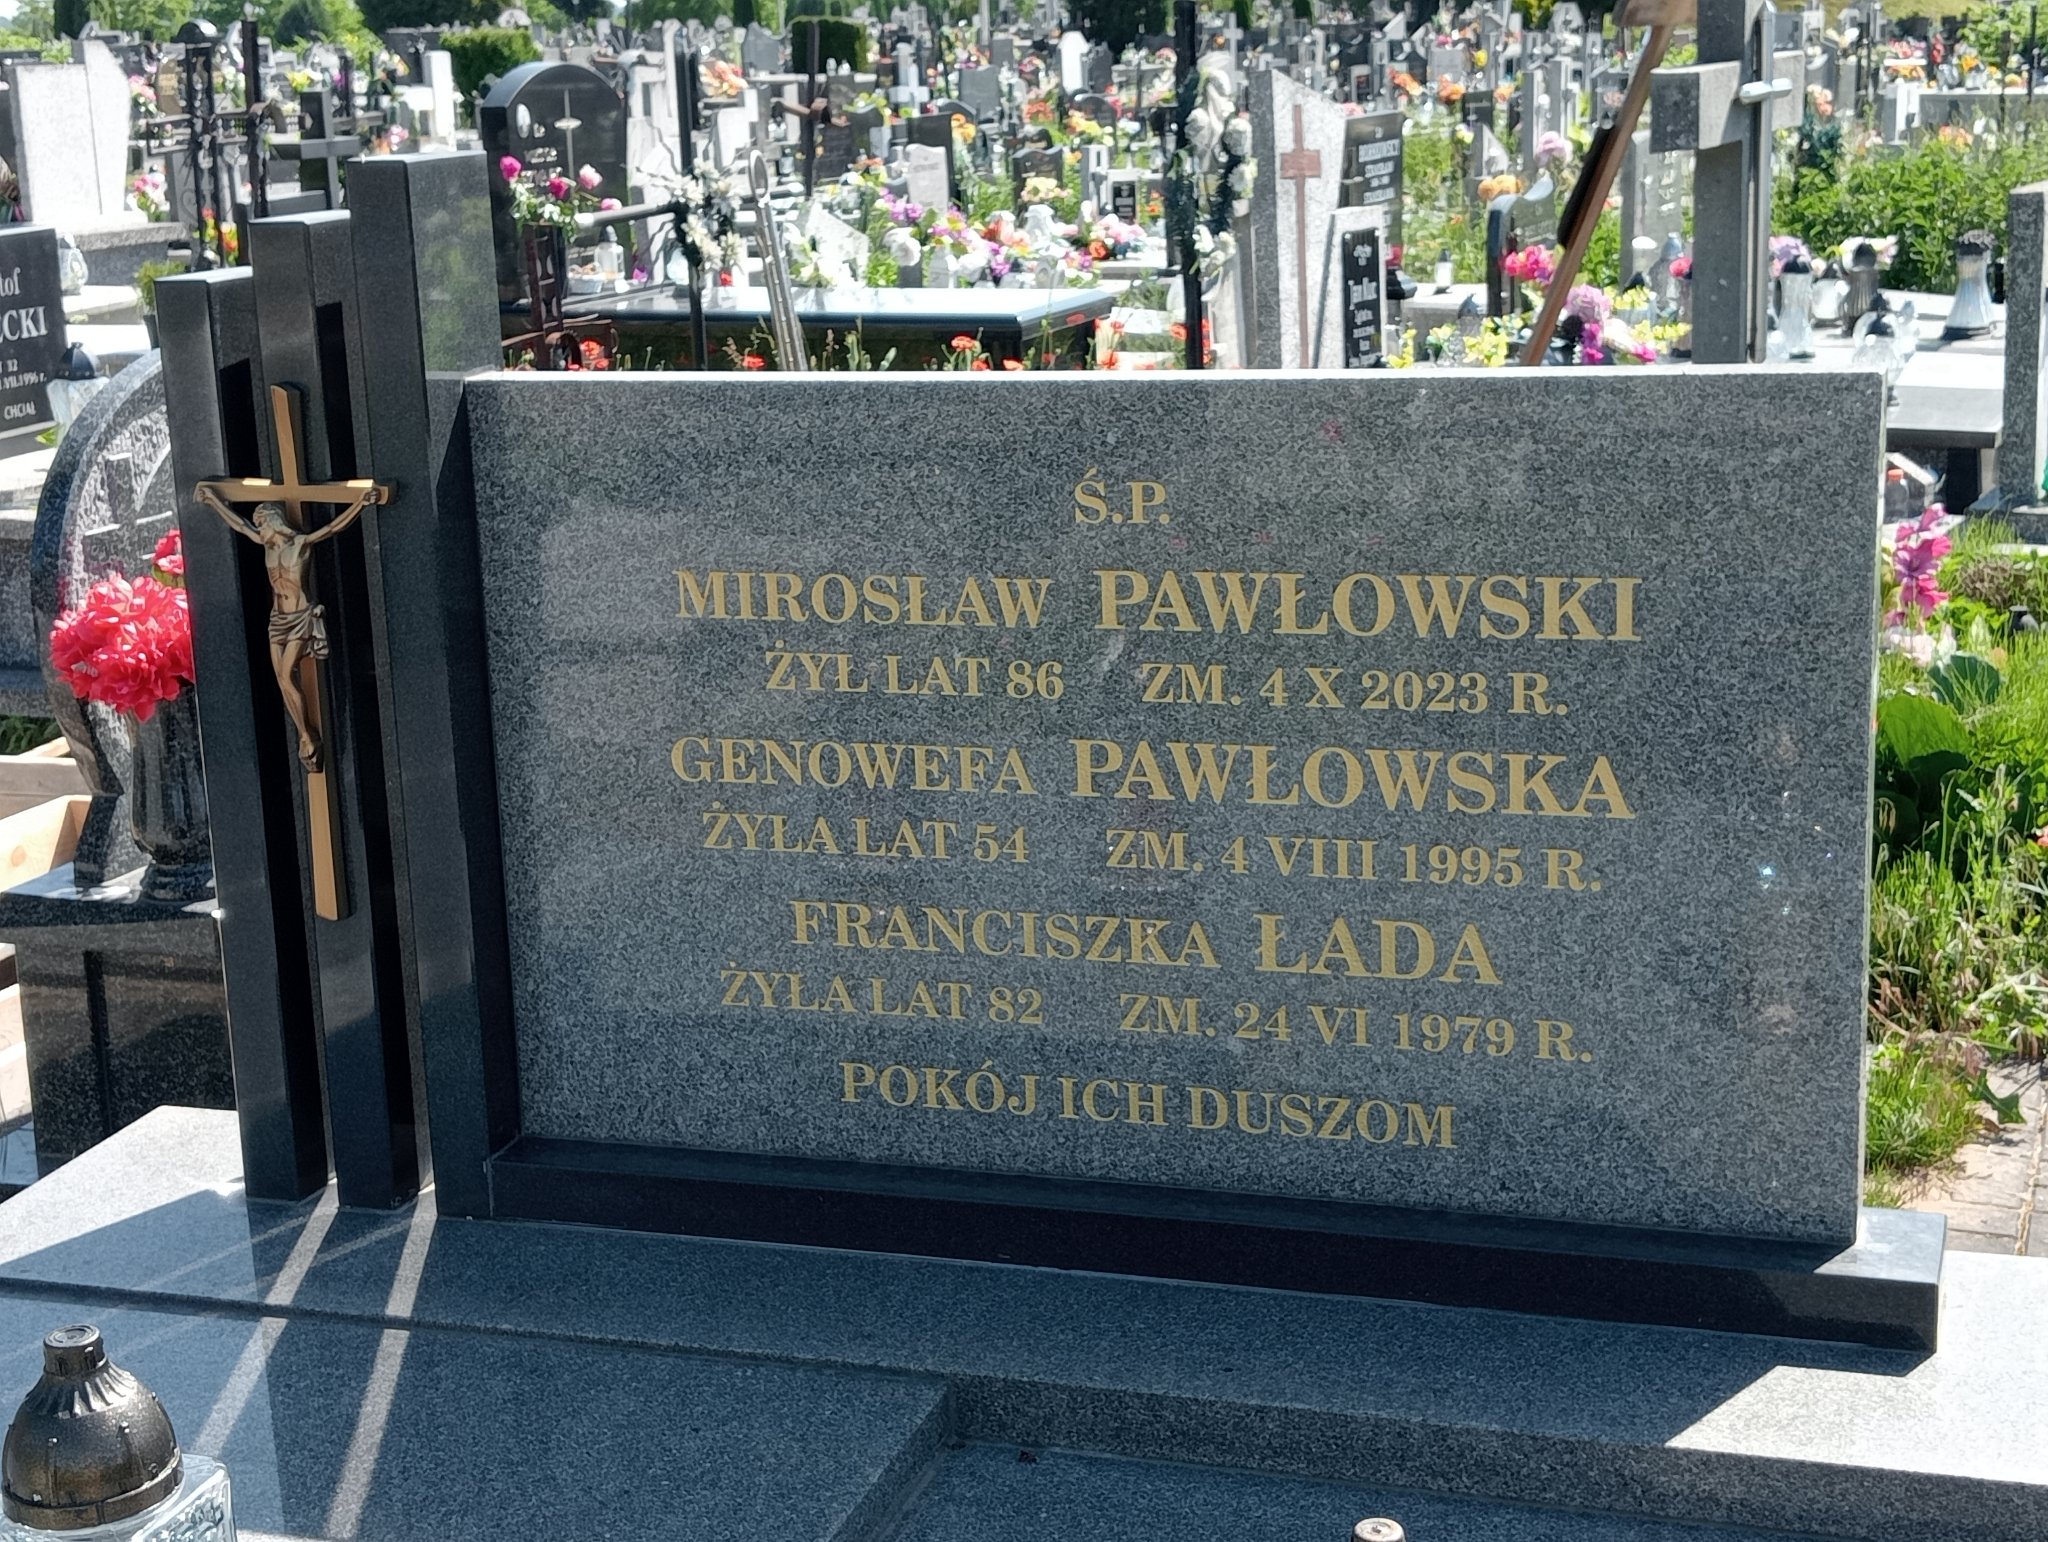 Ś.P.
MIROSŁAW PAWŁOWSKI
ŻYŁ LAT 86 ZM. 4 X 2023 R.
GENOWEFA PAWŁOWSKA
ŻYŁA LAT 54 ZM. 4 VIII 1995 R.
FRANCISZKA ŁADA
ŻYŁA LAT 82 ZM. 24 VI 1979 R.
POKÓJ ICH DUSZOM